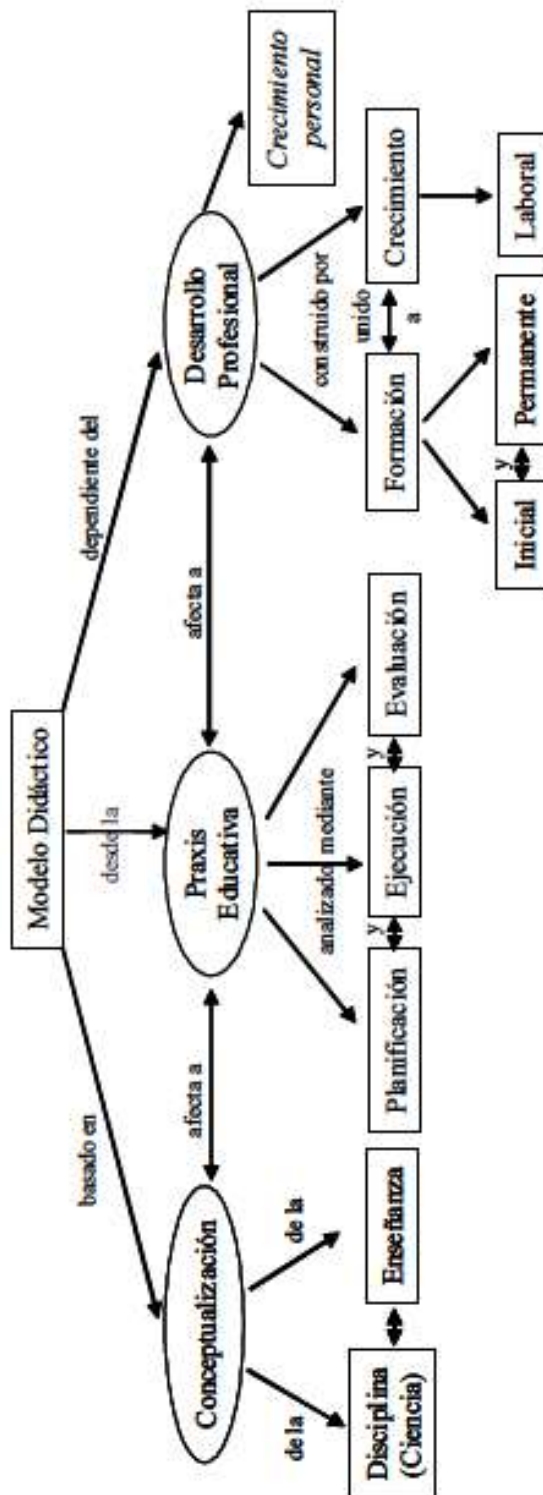 Modelo Didáctico
basado en
desde la
dependiente del
Conceptualización
afecta a
Praxis
Educativa
afecta a
Desarrollo
Profesional
Crecimiento
personal
de la
de la
analizado mediante
construido por
Disciplina
(Ciencia)
Enseñanza
Planificación
y
Ejecución
y
Evaluación
Formación
unido
a
Crecimiento
Inicial
y
Permanente
Laboral